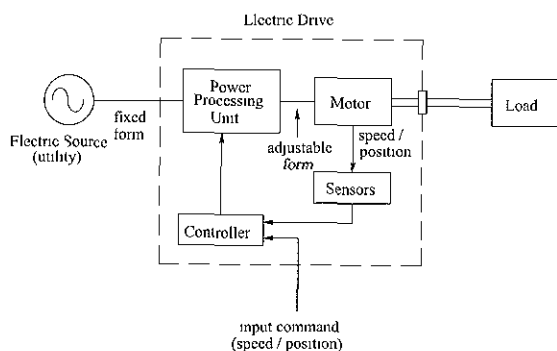 Electric Drive
Power
Processing
Unit
Motor
Load
fixed
form
Electric Source
(utility)
adjustable
form
speed /
position
Sensors
Controller
input command
(speed / position)